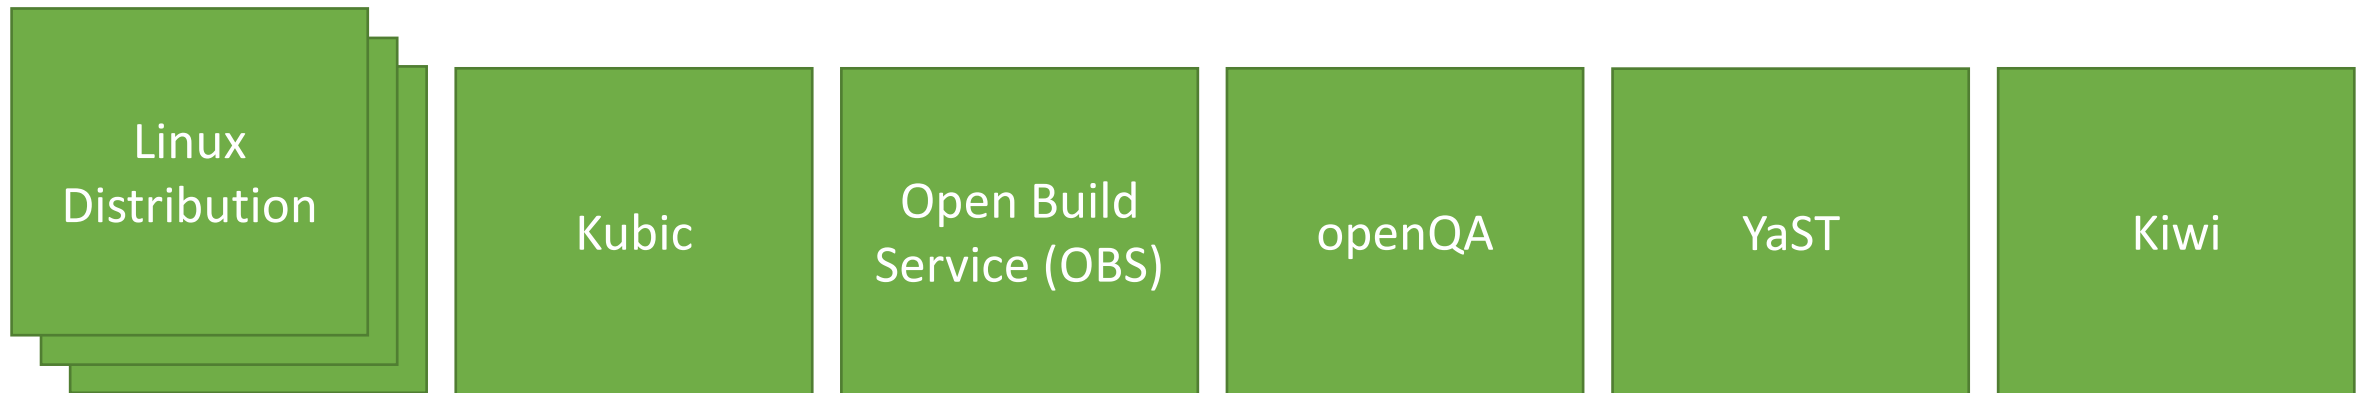 Linux
Distribution
Kubic
Open Build
Service (OBS)
openQA
YaST
Kiwi